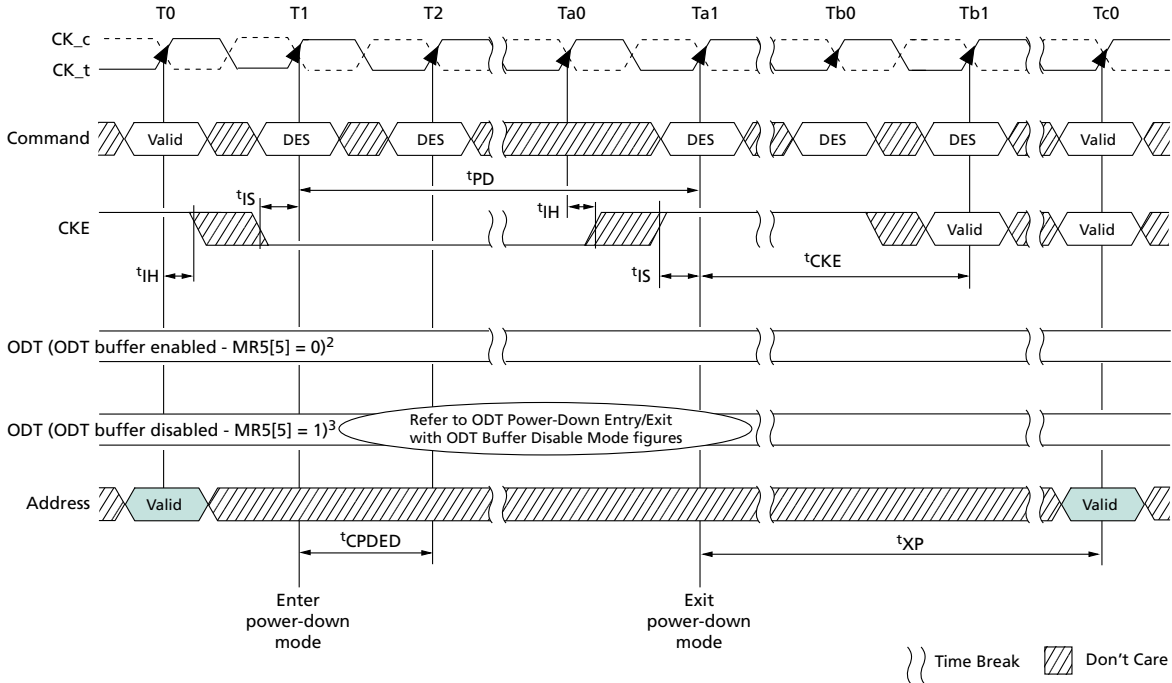 T0 T1 T2 Ta0 Ta1 Tb0 Tb1 Tc0
CK_c
CK_t
Command Valid DES DES DES DES DES Valid
tPD
tIS tIH
CKE Valid Valid
tIH tIS tCKE
ODT (ODT buffer enabled - MR5[5] = 0)2
ODT (ODT buffer disabled - MR5[5] = 1)3
Refer to ODT Power-Down Entry/Exit
with ODT Buffer Disable Mode figures
Address Valid Valid
tCPDED tXP
Enter
power-down
mode
Exit
power-down
mode
Time Break Don't Care